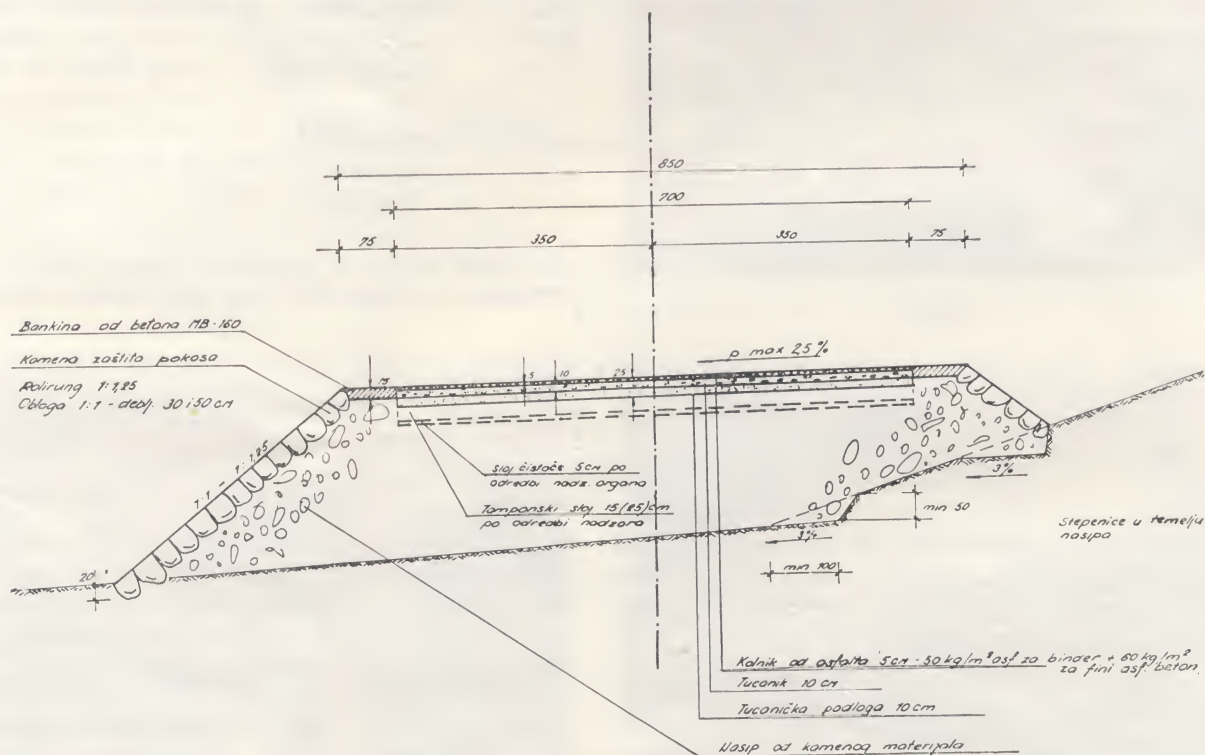 850
700
75 350 350 75
Bankina od betona MB-160
Kamena zaštita pokosa
Rolirung 1:1,25
Obloga 1:1 - deblj. 30 i 50 cm
p max 2,5 %
15 5 10 25
1:1 - 1:1,25
sloj čistoće 5cm po
odredbi nadz. organa
Tamponski sloj 15(25)cm
po odredbi nadzora
3%
min 50
3%
min 100
Stepenice u temelju
nasipa
20
Kolnik od asfalta 5cm - 50 kg/m² asf za binder + 60 kg/m²
za fini asf. beton
Tucanik 10 cm
Tucanička podloga 10cm
Nasip od kamenog materijala